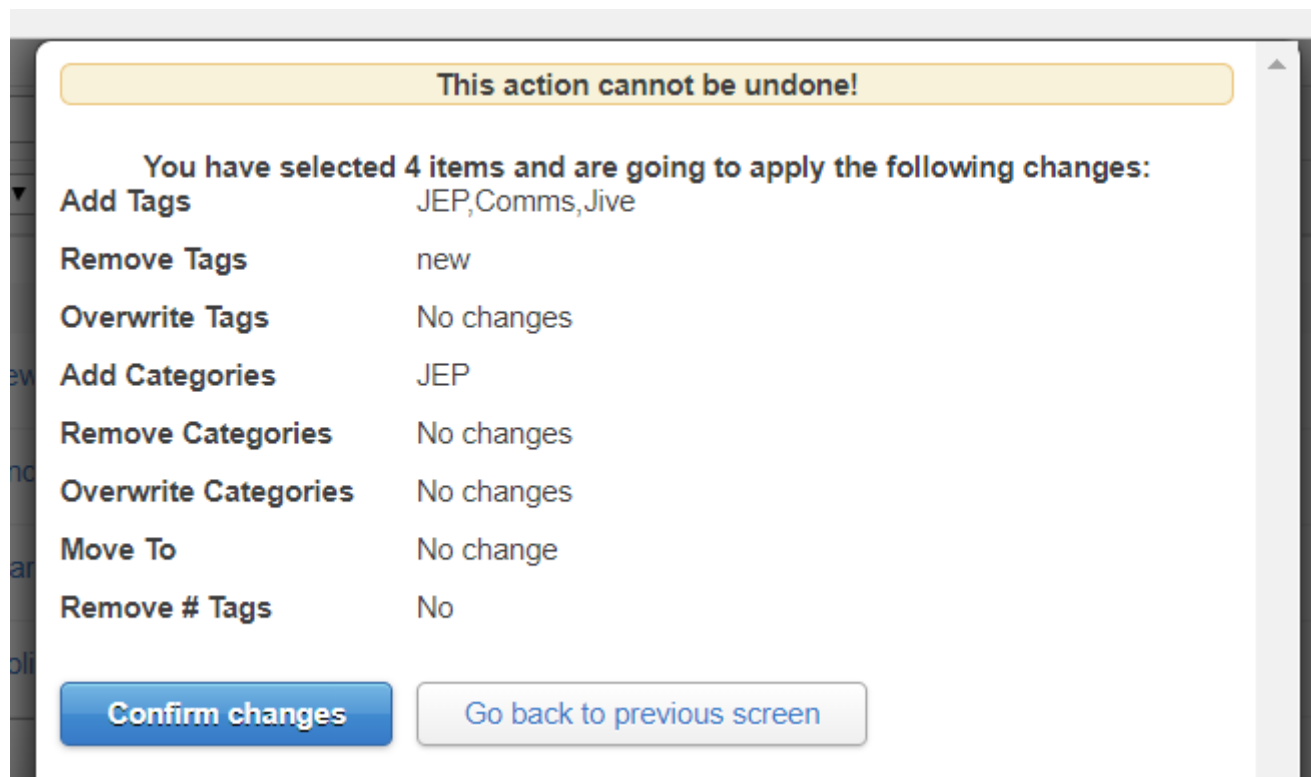 This action cannot be undone!
You have selected 4 items and are going to apply the following changes:
Add Tags JEP,Comms,Jive
Remove Tags new
Overwrite Tags No changes
Add Categories JEP
Remove Categories No changes
Overwrite Categories No changes
Move To No change
Remove # Tags No
Confirm changes Go back to previous screen